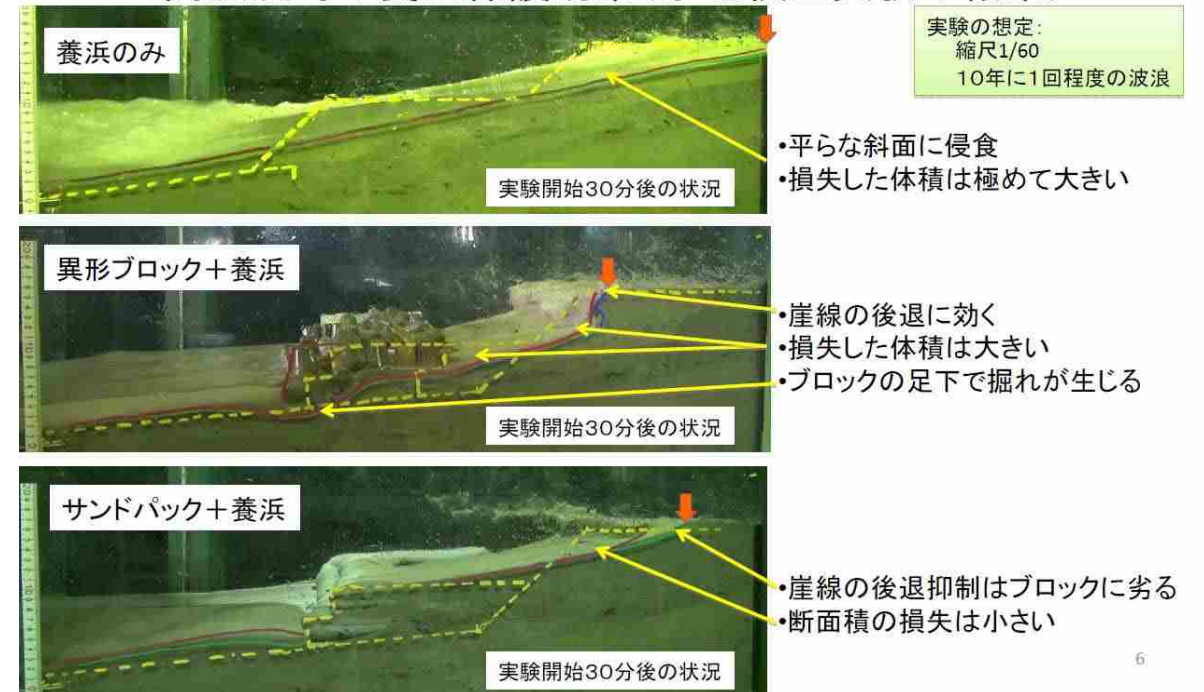 養浜のみ
実験の想定:
縮尺1/60
10年に1回程度の波浪
•平らな斜面に侵食
•損失した体積は極めて大きい
実験開始30分後の状況
異形ブロック+養浜
•崖線の後退に効く
•損失した体積は大きい
•ブロックの足下で掘れが生じる
実験開始30分後の状況
サンドパック+養浜
•崖線の後退抑制はブロックに劣る
•断面積の損失は小さい
実験開始30分後の状況
6